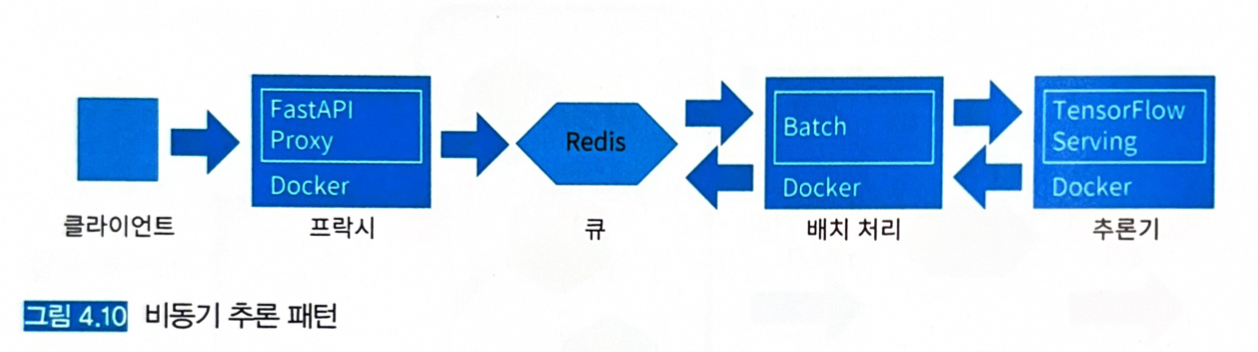 FastAPI
Proxy
Docker
프락시
클라이언트
Redis
큐
Batch
Docker
배치 처리
TensorFlow
Serving
Docker
추론기
그림 4.10 비동기 추론 패턴